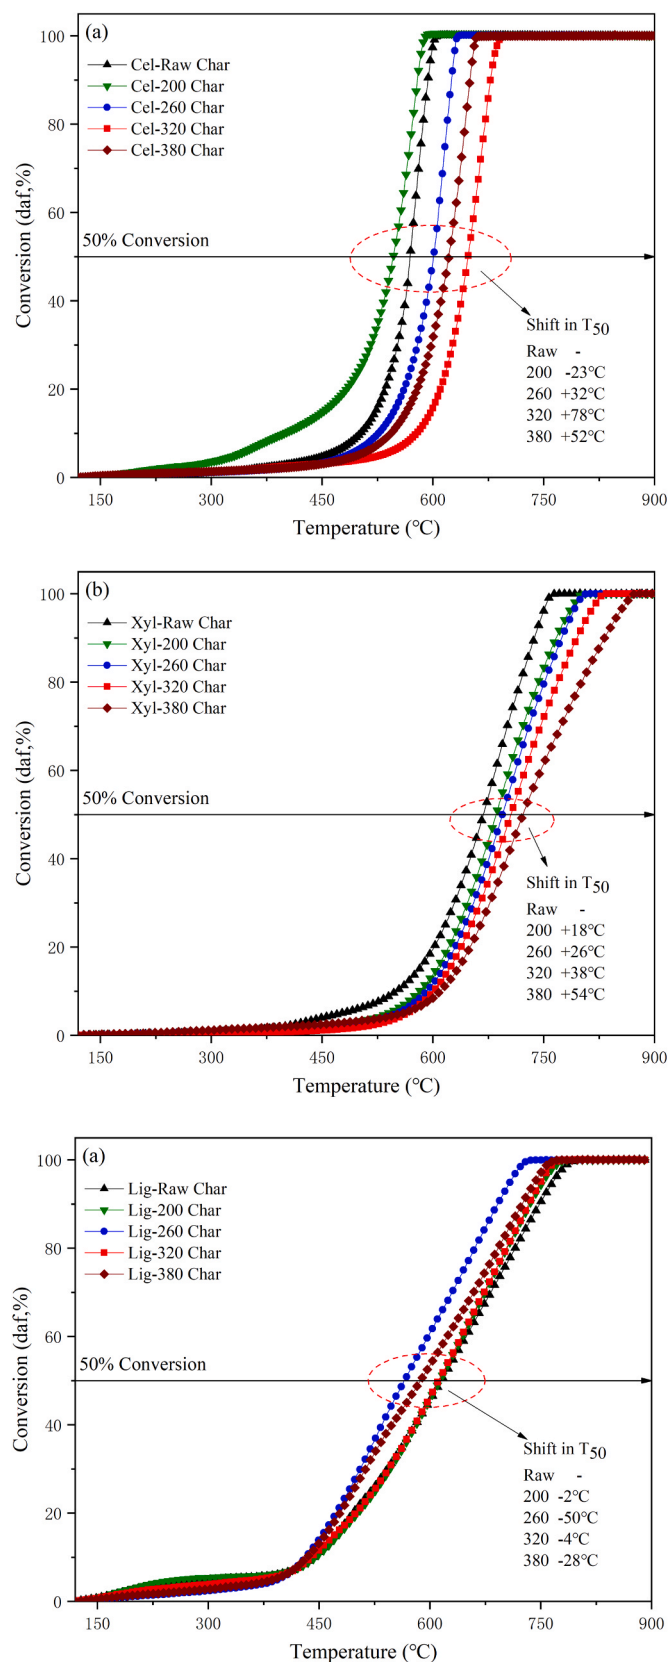 (a)
Cel-Raw Char
Cel-200 Char
Cel-260 Char
Cel-320 Char
Cel-380 Char
50% Conversion
Shift in T50
Raw -
200 -23℃
260 +32℃
320 +78℃
380 +52℃
Conversion (daf,%)
100
80
60
40
20
0
150 300 450 600 750 900
Temperature (℃)
(b)
Xyl-Raw Char
Xyl-200 Char
Xyl-260 Char
Xyl-320 Char
Xyl-380 Char
50% Conversion
Shift in T50
Raw -
200 +18℃
260 +26℃
320 +38℃
380 +54℃
Conversion (daf,%)
100
80
60
40
20
0
150 300 450 600 750 900
Temperature (℃)
(a)
Lig-Raw Char
Lig-200 Char
Lig-260 Char
Lig-320 Char
Lig-380 Char
50% Conversion
Shift in T50
Raw -
200 -2℃
260 -50℃
320 -4℃
380 -28℃
Conversion (daf,%)
100
80
60
40
20
0
150 300 450 600 750 900
Temperature (℃)